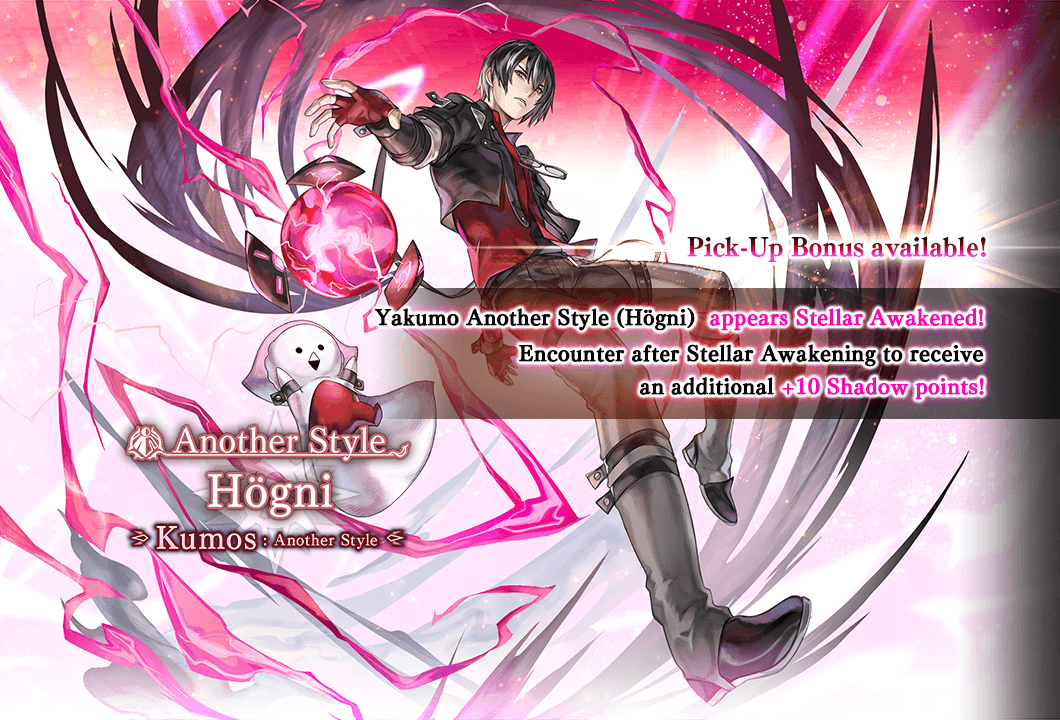 Pick-Up Bonus available!
Yakumo Another Style (Högni) appears Stellar Awakened!
Encounter after Stellar Awakening to receive
an additional +10 Shadow points!
Another Style
Högni
Kumos : Another Style